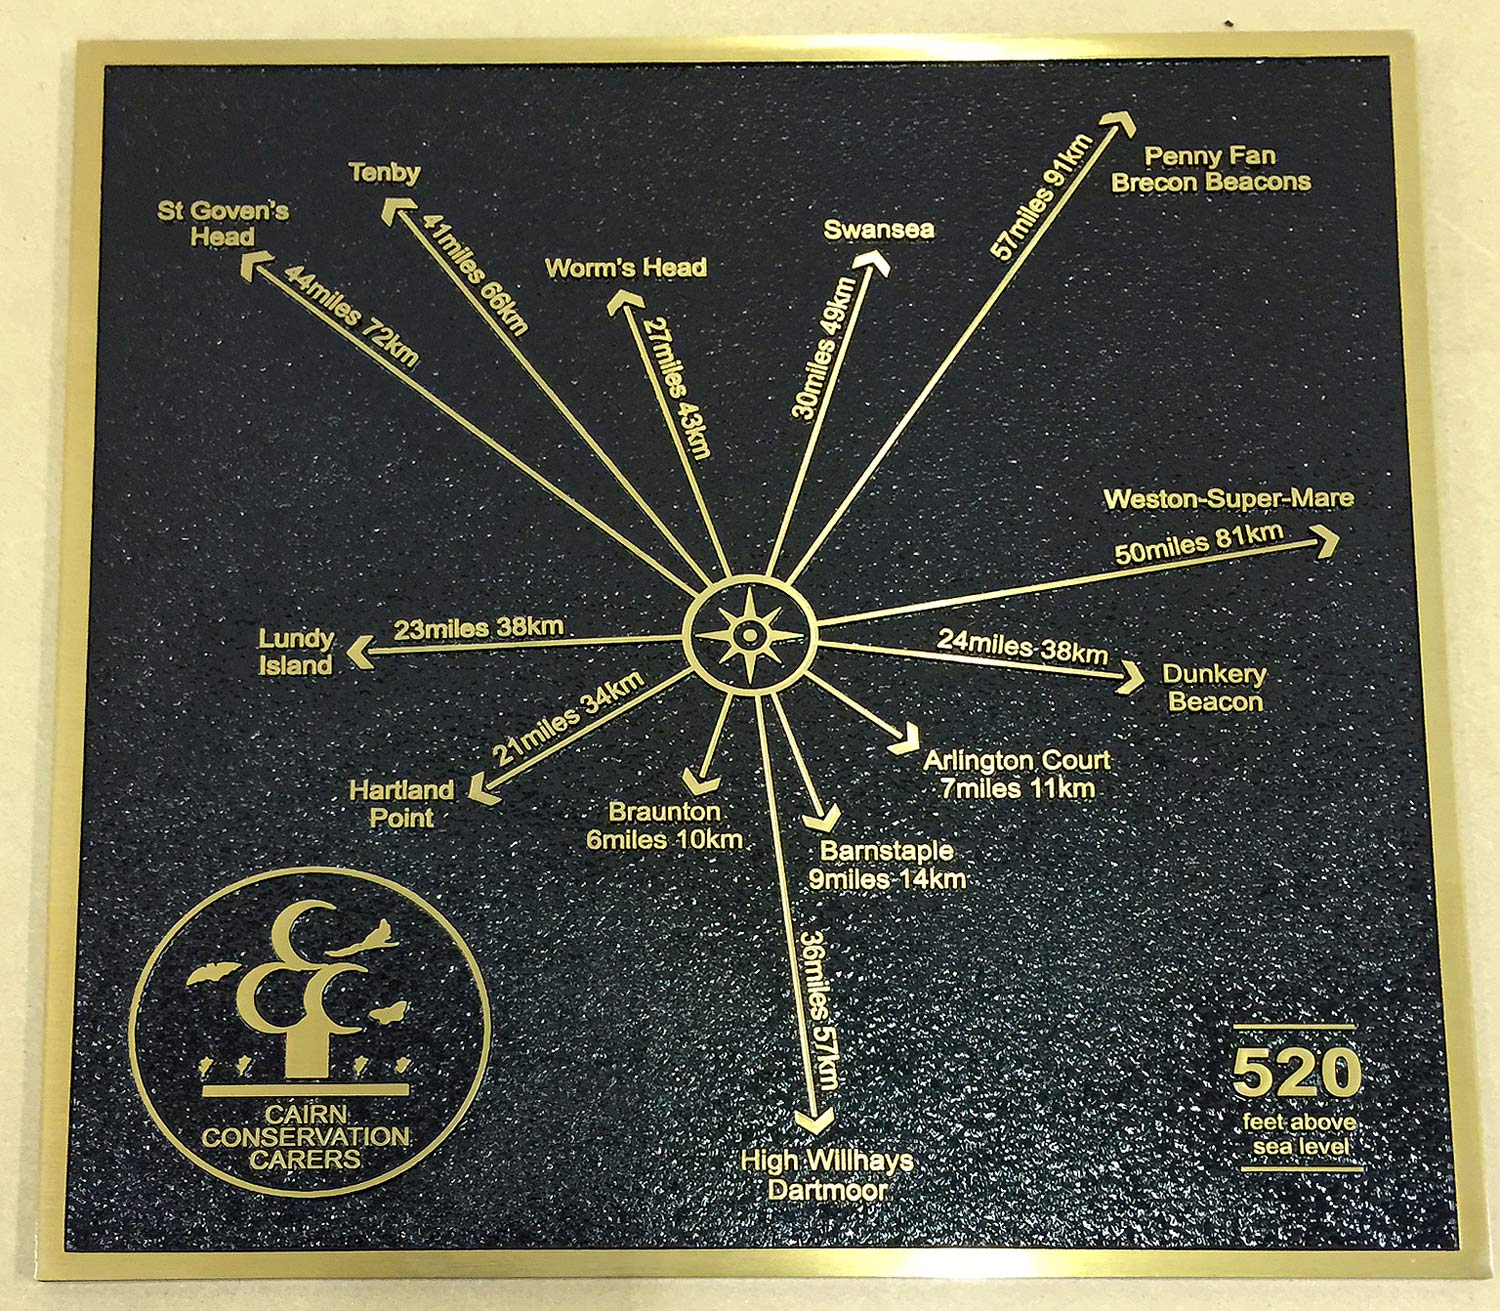 Penny Fan
Brecon Beacons
57miles 91km
Tenby
41miles 66km
St Goven's
Head
44miles 72km
Worm's Head
27miles 43km
Swansea
30miles 49km
Weston-Super-Mare
50miles 81km
Lundy
Island
23miles 38km
24miles 38km
Dunkery
Beacon
Hartland
Point
21miles 34km
Braunton
6miles 10km
Arlington Court
7miles 11km
Barnstaple
9miles 14km
36miles 57km
High Willhays
Dartmoor
CAIRN
CONSERVATION
CARERS
520
feet above
sea level